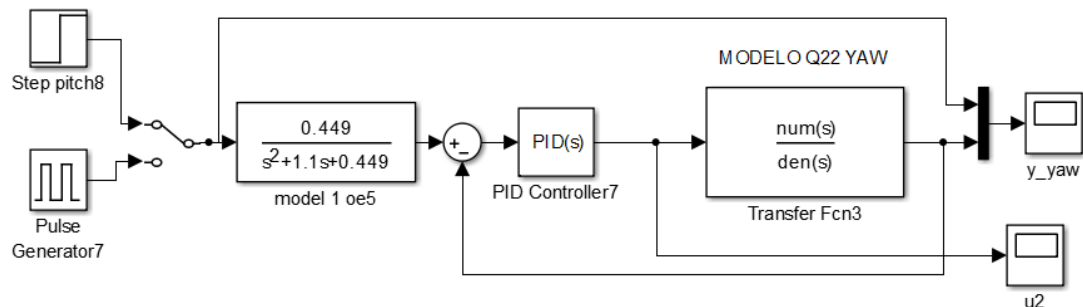 Step pitch8
Pulse
Generator7
0.449
s²+1.1s+0.449
model 1 oe5
+
−
PID(s)
PID Controller7
MODELO Q22 YAW
num(s)
den(s)
Transfer Fcn3
y_yaw
u2